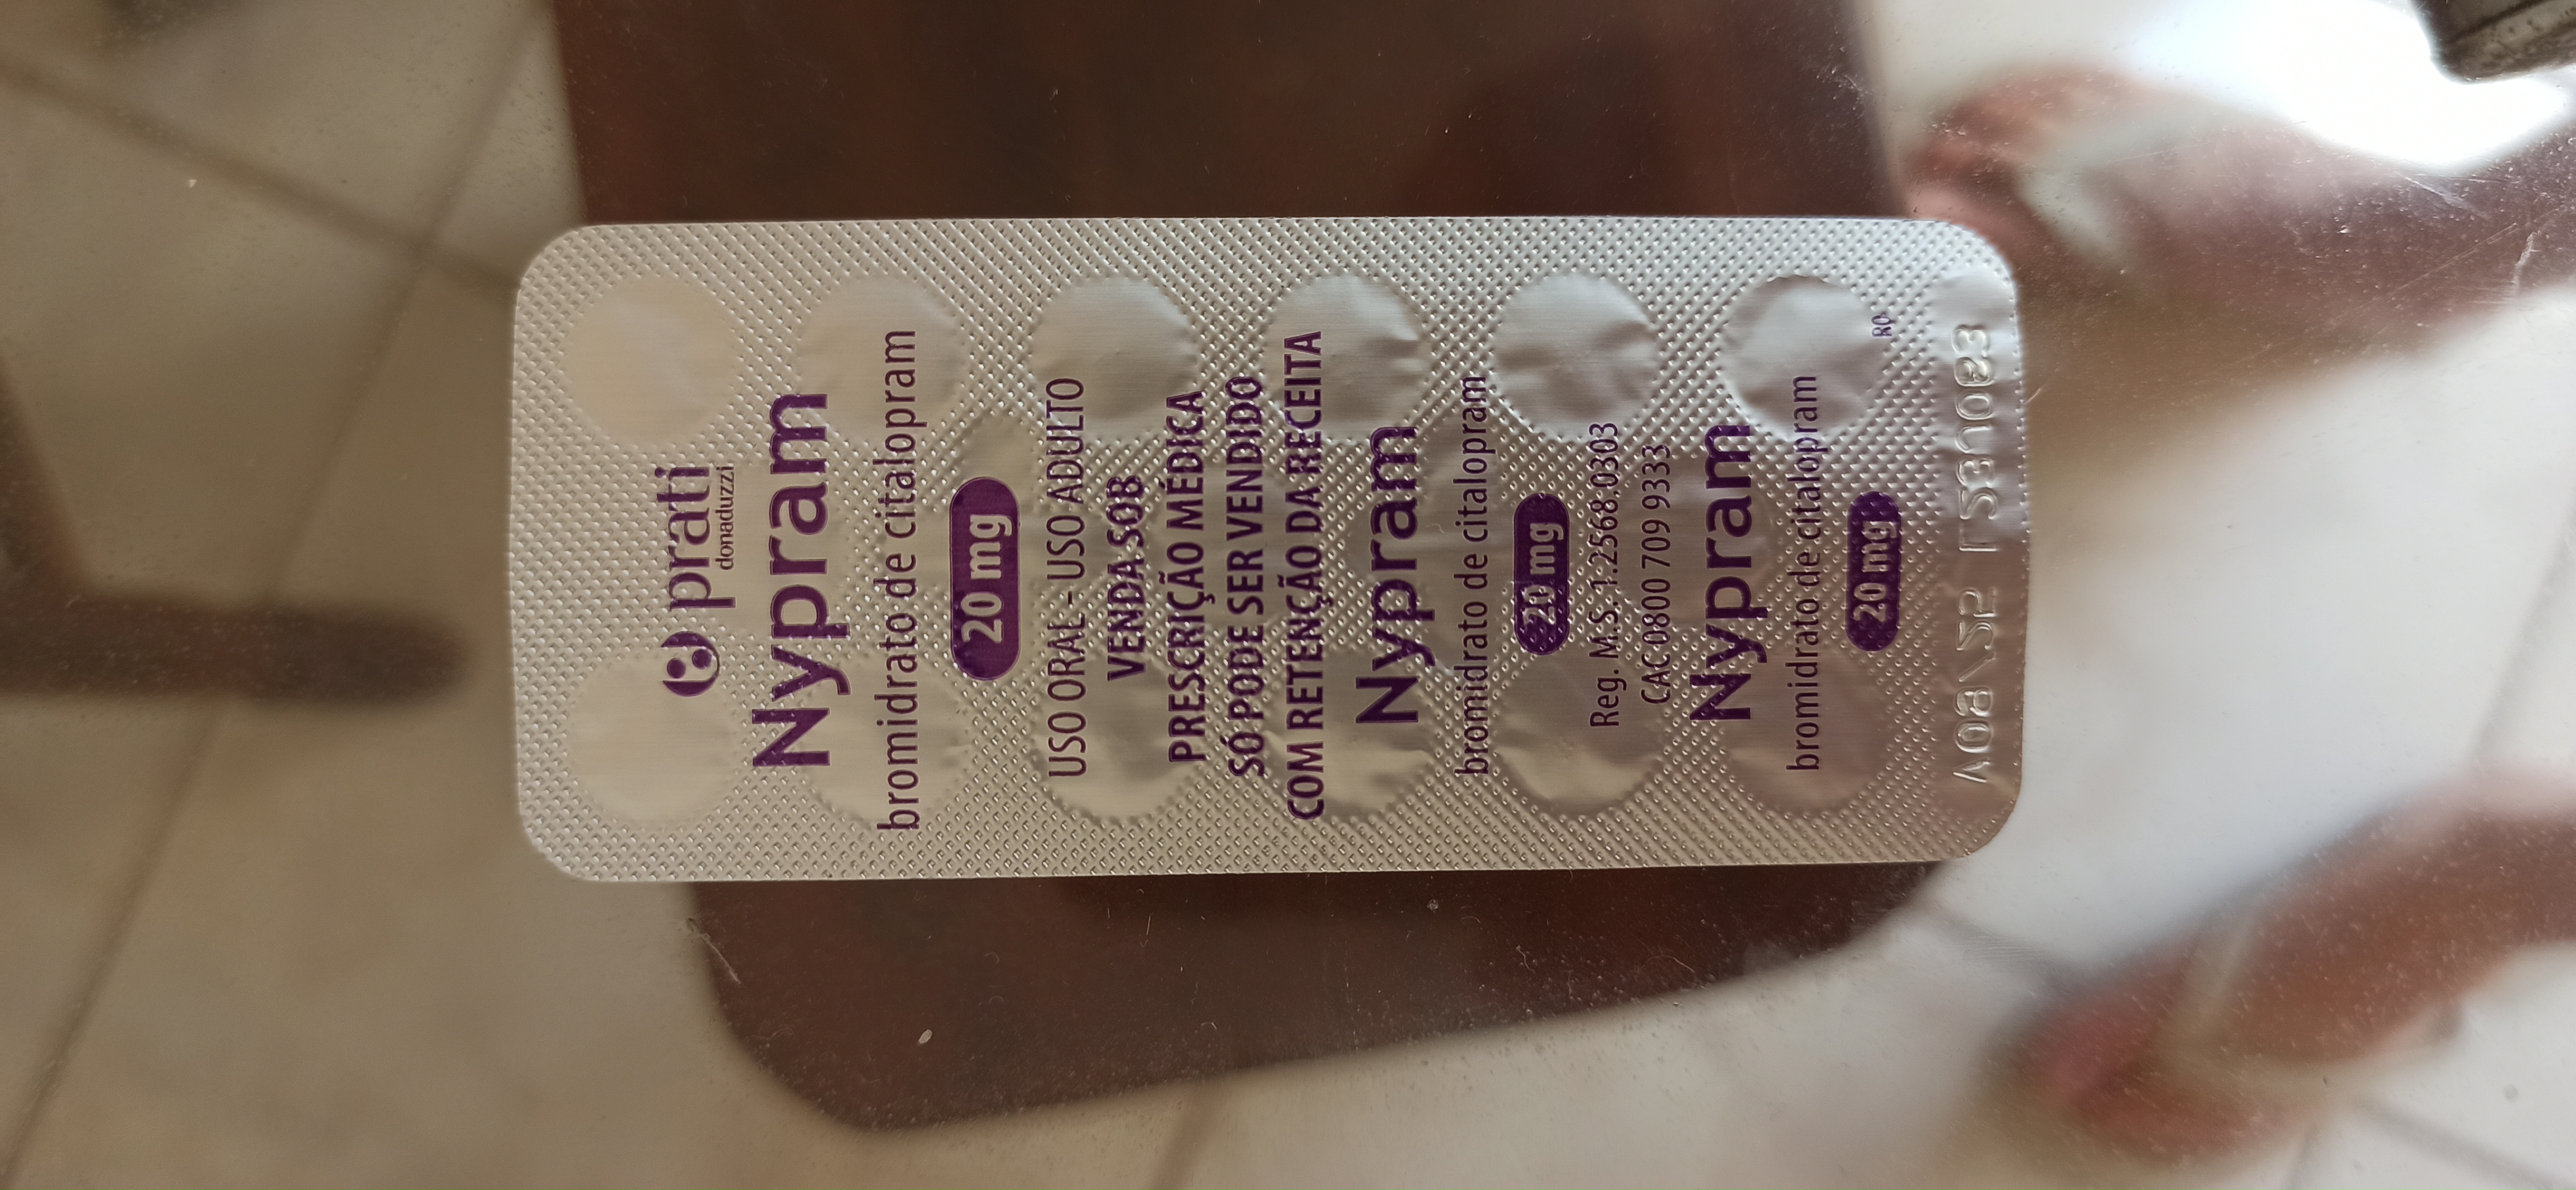 prati
donaduzzi
Nypram
bromidrato de citalopram
20 mg
USO ORAL - USO ADULTO
VENDA SOB
PRESCRIÇÃO MÉDICA
SÓ PODE SER VENDIDO
COM RETENÇÃO DA RECEITA
Nypram
bromidrato de citalopram
20 mg
Reg. M.S. 1.2568.0303
CAC 0800 709 9333
Nypram
bromidrato de citalopram
20 mg